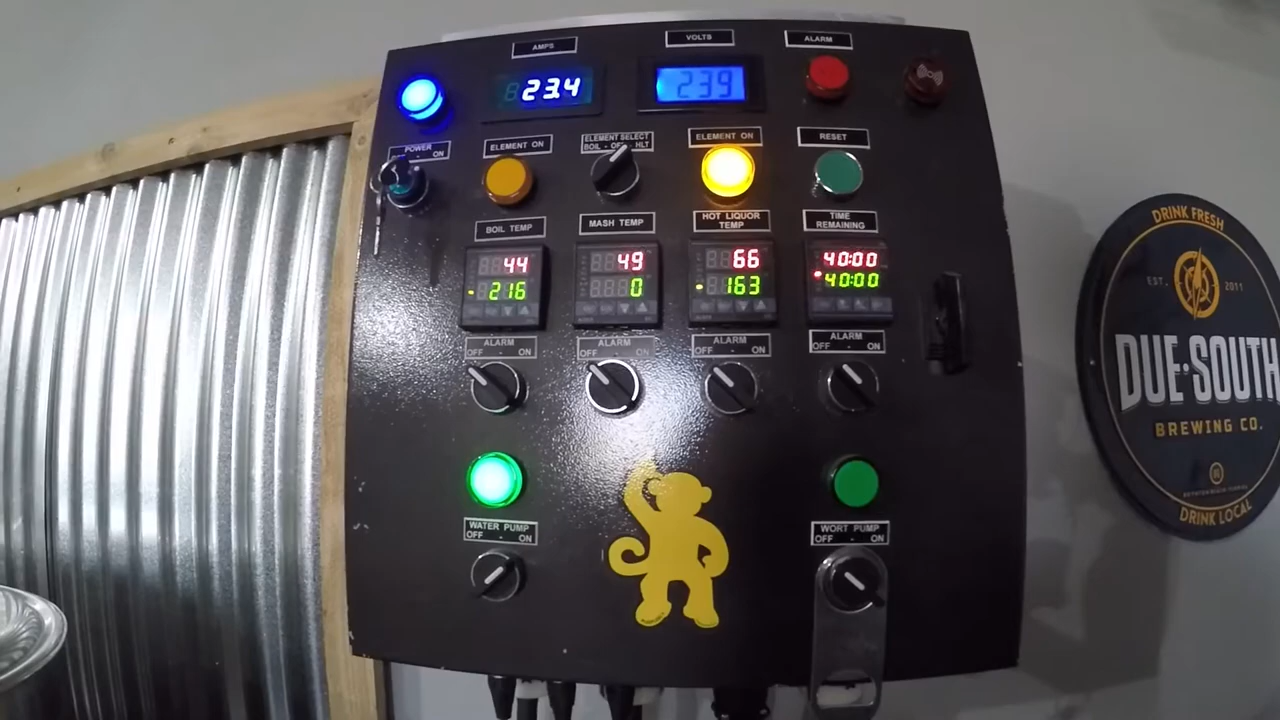 AMPS
VOLTS
ALARM
23.4
239
POWER
- ON
ELEMENT ON
ELEMENT SELECT
BOIL - OFF - HLT
ELEMENT ON
RESET
BOIL TEMP
MASH TEMP
HOT LIQUOR
TEMP
TIME
REMAINING
44
216
49
0
66
163
40:00
40:00
ALARM
OFF - ON
ALARM
OFF - ON
ALARM
OFF - ON
ALARM
OFF - ON
WATER PUMP
OFF - ON
WORT PUMP
OFF - ON
DRINK FRESH
EST. 2011
DUE·SOUTH
BREWING CO.
DRINK LOCAL